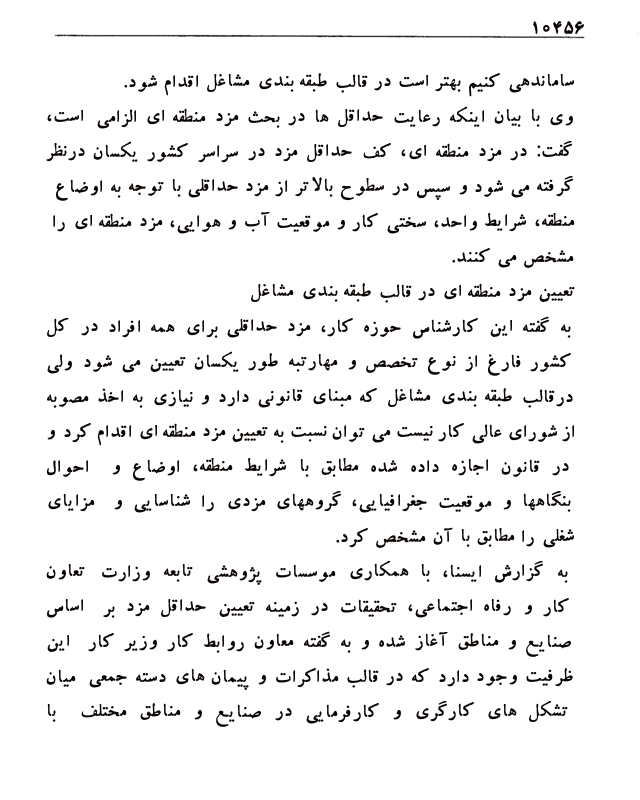 ۱۰۴۵۶
ساماندهی کنیم بهتر است در قالب طبقه بندی مشاغل اقدام شود.
وی با بیان اینکه رعایت حداقل ها در بحث مزد منطقه ای الزامی است،
گفت: در مزد منطقه ای، کف حداقل مزد در سراسر کشور یکسان درنظر
گرفته می شود و سپس در سطوح بالاتر از مزد حداقلی با توجه به اوضاع
منطقه، شرایط واحد، سختی کار و موقعیت آب و هوایی، مزد منطقه ای را
مشخص می کنند.
تعیین مزد منطقه ای در قالب طبقه بندی مشاغل
به گفته این کارشناس حوزه کار، مزد حداقلی برای همه افراد در کل
کشور فارغ از نوع تخصص و مهارتبه طور یکسان تعیین می شود ولی
درقالب طبقه بندی مشاغل که مبنای قانونی دارد و نیازی به اخذ مصوبه
از شورای عالی کار نیست می توان نسبت به تعیین مزد منطقه ای اقدام کرد و
در قانون اجازه داده شده مطابق با شرایط منطقه، اوضاع و احوال
بنگاهها و موقعیت جغرافیایی، گروههای مزدی را شناسایی و مزایای
شغلی را مطابق با آن مشخص کرد.
به گزارش ایسنا، با همکاری موسسات پژوهشی تابعه وزارت تعاون
کار و رفاه اجتماعی، تحقیقات در زمینه تعیین حداقل مزد بر اساس
صنایع و مناطق آغاز شده و به گفته معاون روابط کار وزیر کار این
ظرفیت وجود دارد که در قالب مذاکرات و پیمان های دسته جمعی میان
تشکل های کارگری و کارفرمایی در صنایع و مناطق مختلف با